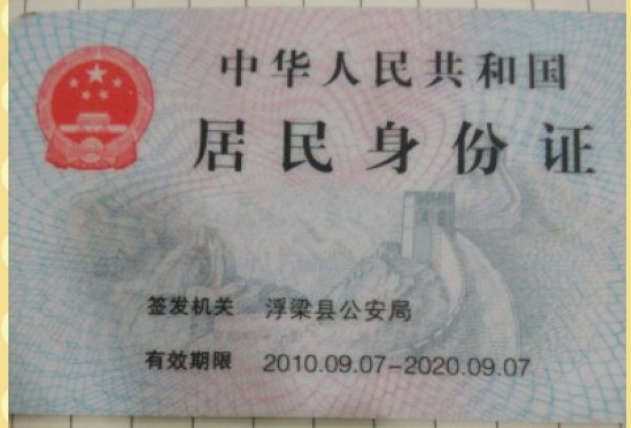 中华人民共和国
居民身份证
签发机关 浮梁县公安局
有效期限 2010.09.07-2020.09.07